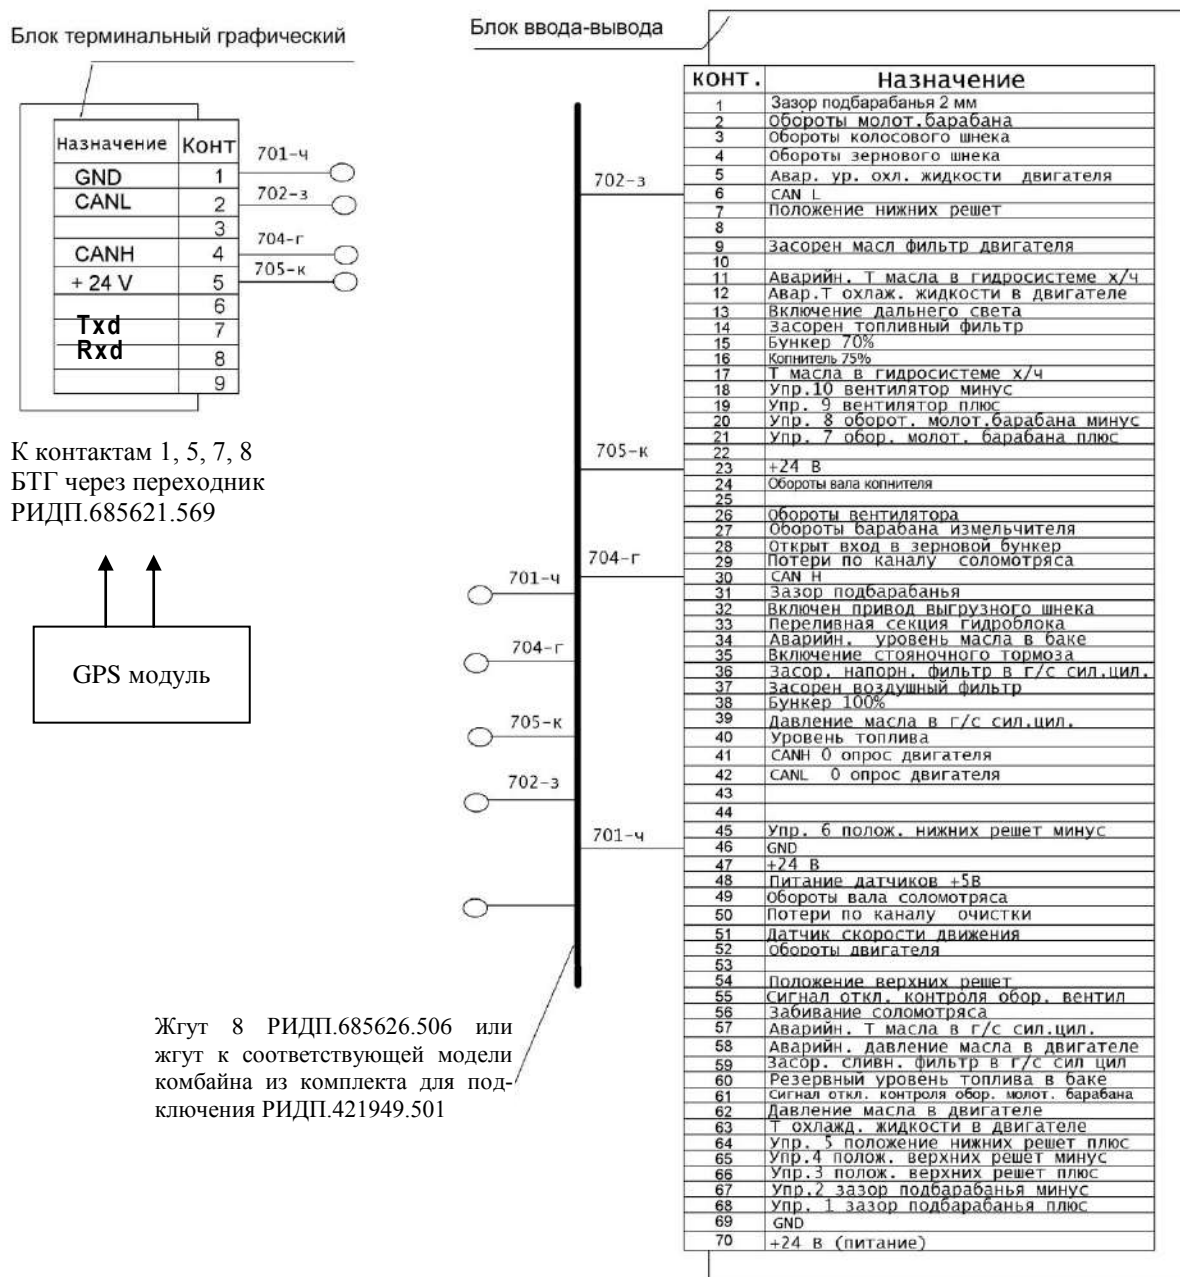 Блок терминальный графический
Назначение Конт
GND 1
CANL 2
3
CANH 4
+ 24 V 5
6
Txd 7
Rxd 8
9
701-ч
702-з
704-г
705-к
К контактам 1, 5, 7, 8
БТГ через переходник
РИДП.685621.569
GPS модуль
Блок ввода-вывода
702-з
705-к
704-г
701-ч
704-г
705-к
702-з
701-ч
Жгут 8 РИДП.685626.506 или
жгут к соответствующей модели
комбайна из комплекта для под-
ключения РИДП.421949.501
КОНТ. Назначение
1 Зазор подбарабанья 2 мм
2 Обороты молот.барабана
3 Обороты колосового шнека
4 Обороты зернового шнека
5 Авар. ур. охл. жидкости двигателя
6 CAN L
7 Положение нижних решет
8
9 Засорен масл фильтр двигателя
10
11 Аварийн. Т масла в гидросистеме х/ч
12 Авар.Т охлаж. жидкости в двигателе
13 Включение дальнего света
14 Засорен топливный фильтр
15 Бункер 70%
16 Копнитель 75%
17 Т масла в гидросистеме х/ч
18 Упр.10 вентилятор минус
19 Упр. 9 вентилятор плюс
20 Упр. 8 оборот. молот.барабана минус
21 Упр. 7 обор. молот. барабана плюс
22
23 +24 В
24 Обороты вала копнителя
25
26 Обороты вентилятора
27 Обороты барабана измельчителя
28 Открыт вход в зерновой бункер
29 Потери по каналу соломотряса
30 CAN H
31 Зазор подбарабанья
32 Включен привод выгрузного шнека
33 Переливная секция гидроблока
34 Аварийн. уровень масла в баке
35 Включение стояночного тормоза
36 Засор. напорн. фильтр в г/с сил.цил.
37 Засорен воздушный фильтр
38 Бункер 100%
39 Давление масла в г/с сил.цил.
40 Уровень топлива
41 CANH 0 опрос двигателя
42 CANL 0 опрос двигателя
43
44
45 Упр. 6 полож. нижних решет минус
46 GND
47 +24 В
48 Питание датчиков +5В
49 Обороты вала соломотряса
50 Потери по каналу очистки
51 Датчик скорости движения
52 Обороты двигателя
53
54 Положение верхних решет
55 Сигнал откл. контроля обор. вентил
56 Забивание соломотряса
57 Аварийн. Т масла в г/с сил.цил.
58 Аварийн. давление масла в двигателе
59 Засор. сливн. фильтр в г/с сил цил
60 Резервный уровень топлива в баке
61 Сигнал откл. контроля обор. молот. барабана
62 Давление масла в двигателе
63 Т охлажд. жидкости в двигателе
64 Упр. 5 положение нижних решет плюс
65 Упр.4 полож. верхних решет минус
66 Упр.3 полож. верхних решет плюс
67 Упр.2 зазор подбарабанья минус
68 Упр. 1 зазор подбарабанья плюс
69 GND
70 +24 В (питание)